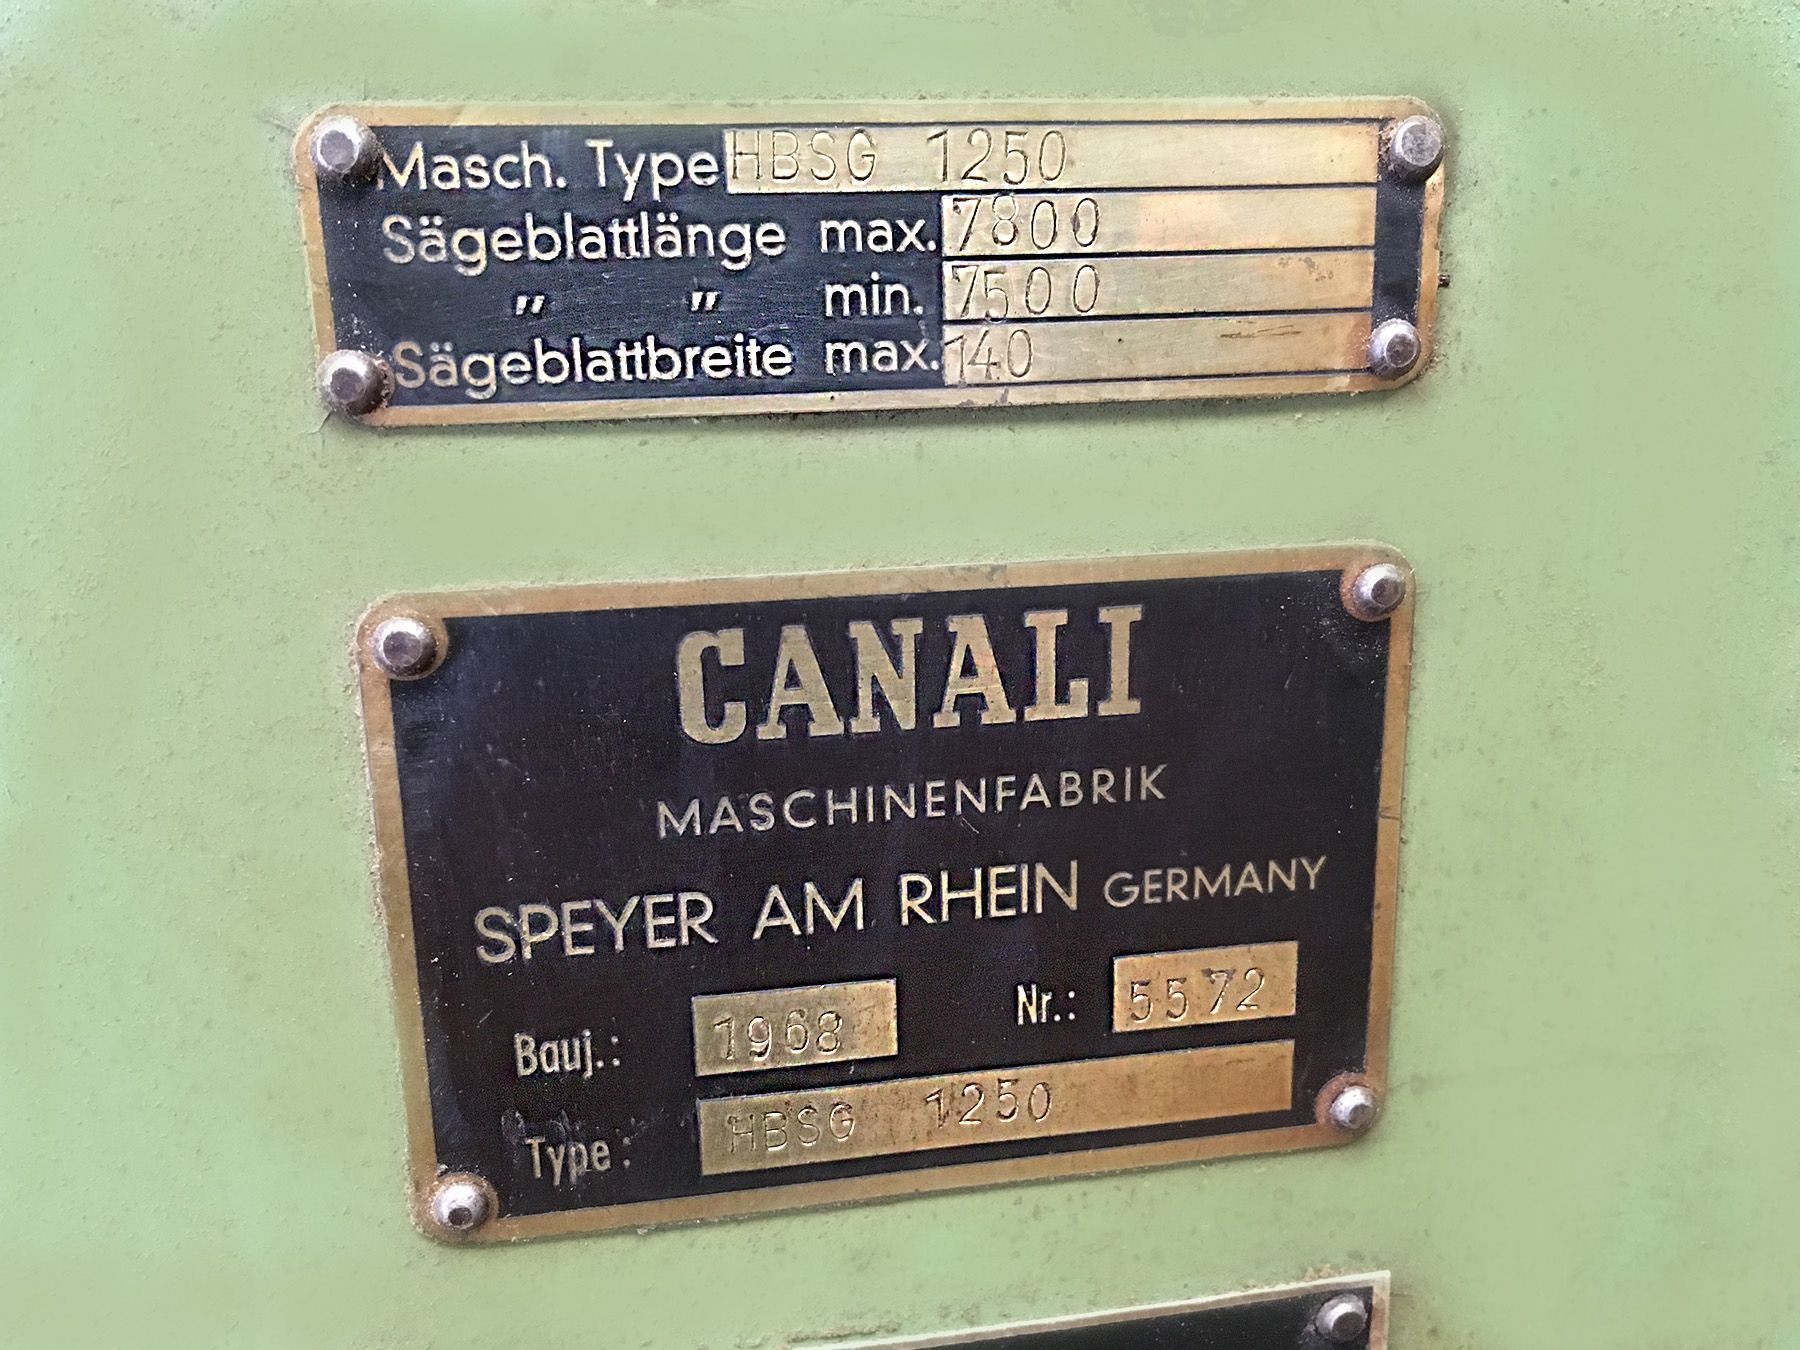 Masch. Type HBSG 1250
Sägeblattlänge max. 7800
" " min. 7500
Sägeblattbreite max. 140
CANALI
MASCHINENFABRIK
SPEYER AM RHEIN GERMANY
Bauj.: 1968 Nr.: 5572
Type: HBSG 1250